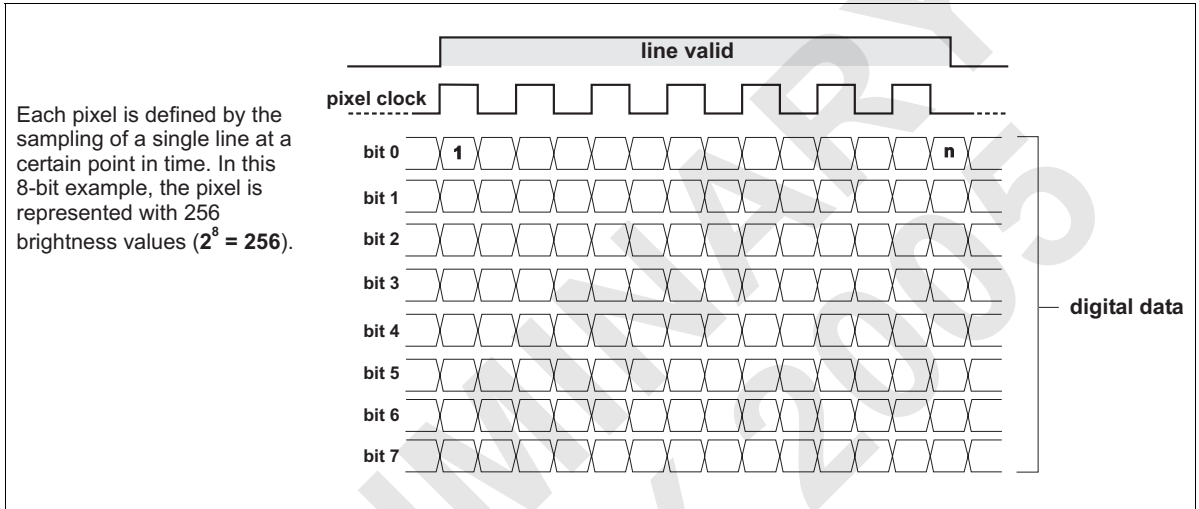 line valid
pixel clock
Each pixel is defined by the
sampling of a single line at a
certain point in time. In this
8-bit example, the pixel is
represented with 256
brightness values (2⁸ = 256).
bit 0 1 n
bit 1
bit 2
bit 3
bit 4
bit 5
bit 6
bit 7
digital data
MINARY
2005